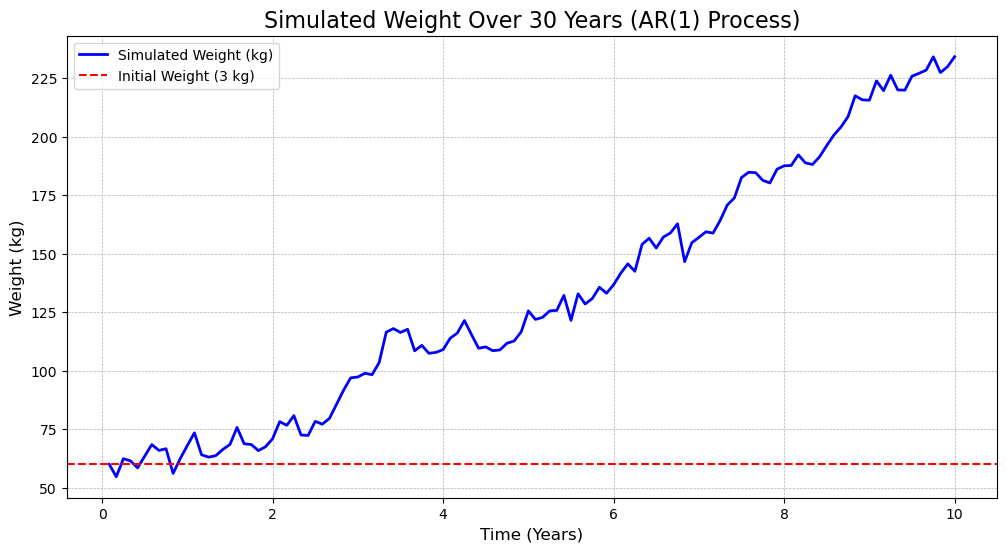 Simulated Weight Over 30 Years (AR(1) Process)
Simulated Weight (kg)
Initial Weight (3 kg)
225
200
175
150
125
100
75
50
Weight (kg)
0 2 4 6 8 10
Time (Years)